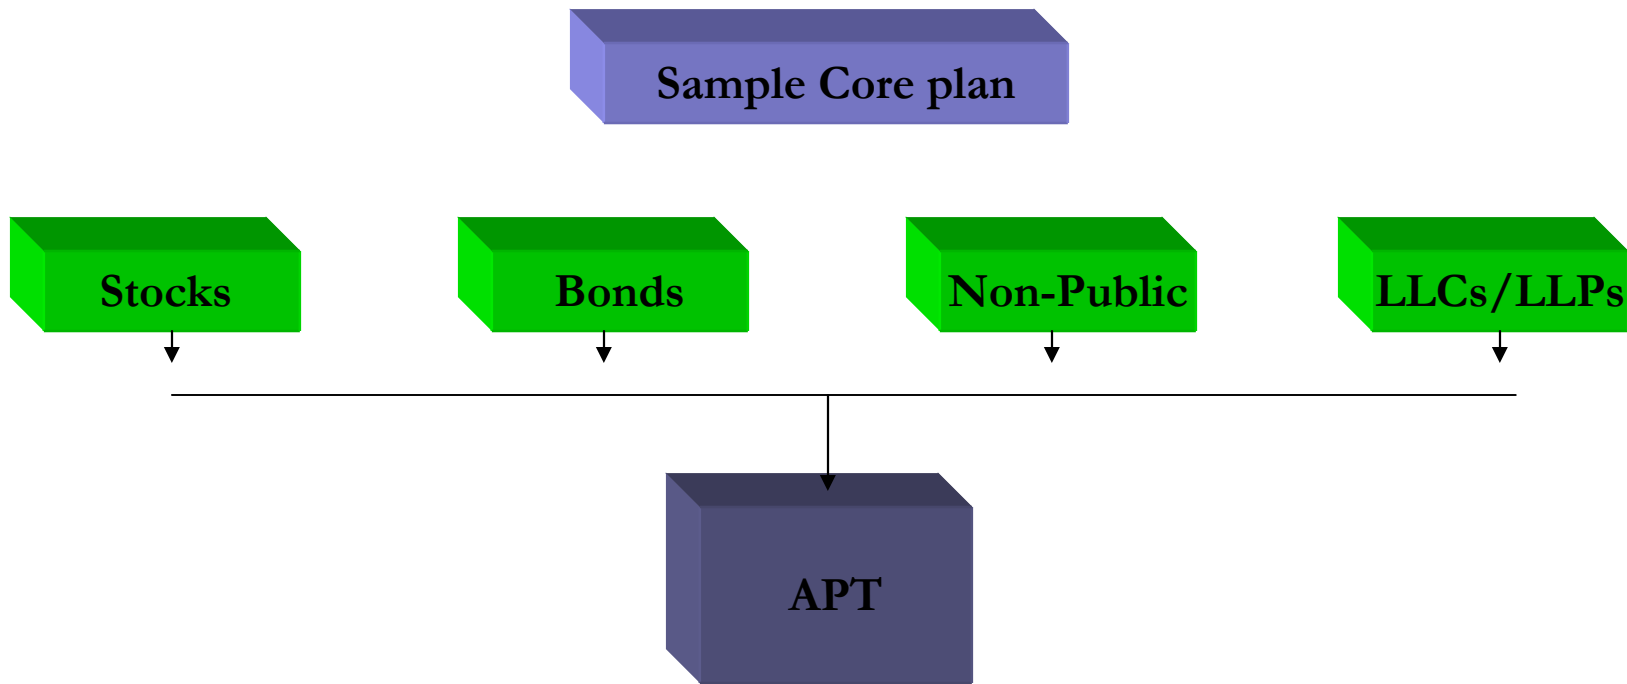 Sample Core plan
Stocks
Bonds
Non-Public
LLCs/LLPs
APT